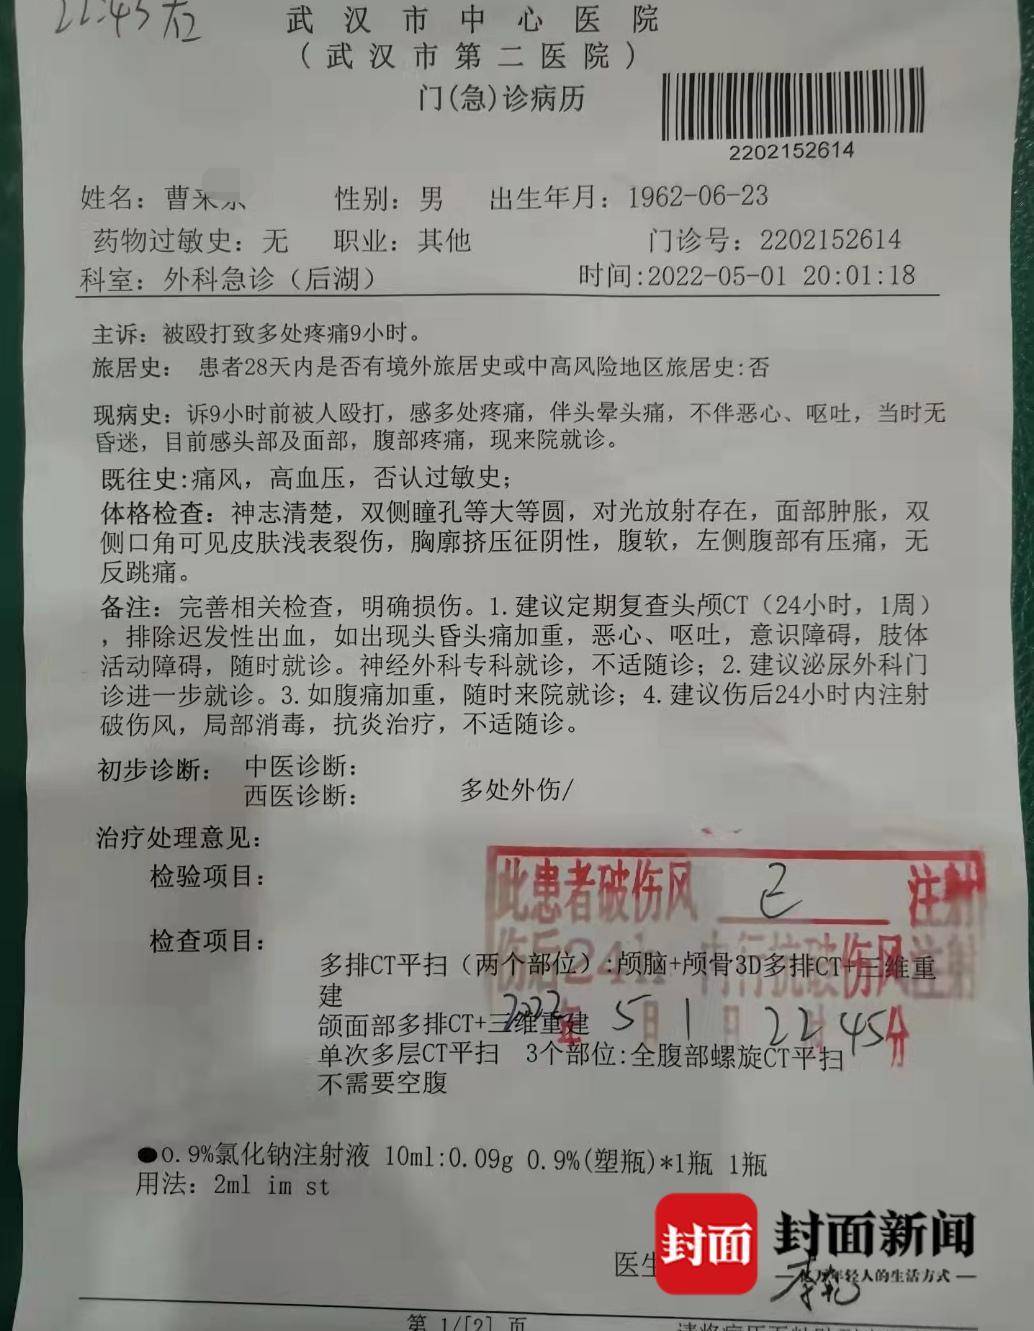 22:45左
武汉市中心医院
(武汉市第二医院)
门(急)诊病历
2202152614
姓名: 曹 性别: 男 出生年月: 1962-06-23
药物过敏史: 无 职业: 其他 门诊号: 2202152614
科室: 外科急诊（后湖） 时间:2022-05-01 20:01:18
主诉: 被殴打致多处疼痛9小时。
旅居史: 患者28天内是否有境外旅居史或中高风险地区旅居史:否
现病史: 诉9小时前被人殴打, 感多处疼痛, 伴头晕头痛, 不伴恶心、呕吐, 当时无
昏迷, 目前感头部及面部, 腹部疼痛, 现来院就诊。
既往史:痛风, 高血压, 否认过敏史;
体格检查: 神志清楚, 双侧瞳孔等大等圆, 对光放射存在, 面部肿胀, 双
侧口角可见皮肤浅表裂伤, 胸廓挤压征阴性, 腹软, 左侧腹部有压痛, 无
反跳痛。
备注: 完善相关检查, 明确损伤。1.建议定期复查头颅CT（24小时, 1周）
, 排除迟发性出血, 如出现头昏头痛加重, 恶心、呕吐, 意识障碍, 肢体
活动障碍, 随时就诊。神经外科专科就诊, 不适随诊; 2.建议泌尿外科门
诊进一步就诊。3.如腹痛加重, 随时来院就诊; 4.建议伤后24小时内注射
破伤风, 局部消毒, 抗炎治疗, 不适随诊。
初步诊断: 中医诊断:
西医诊断: 多处外伤/
治疗处理意见:
检验项目:
此患者破伤风 已 注射
检查项目:
伤后24h内行抗破伤风注射
多排CT平扫（两个部位）:颅脑+颅骨3D多排CT+三维重
建
2022年5月1日22时45分
颌面部多排CT+三维重建
单次多层CT平扫 3个部位:全腹部螺旋CT平扫
不需要空腹
●0.9%氯化钠注射液 10ml:0.09g 0.9%(塑瓶)*1瓶 1瓶
用法: 2ml im st
封面 封面新闻
亿万年轻人的生活方式
医生
第 1/[2] 页